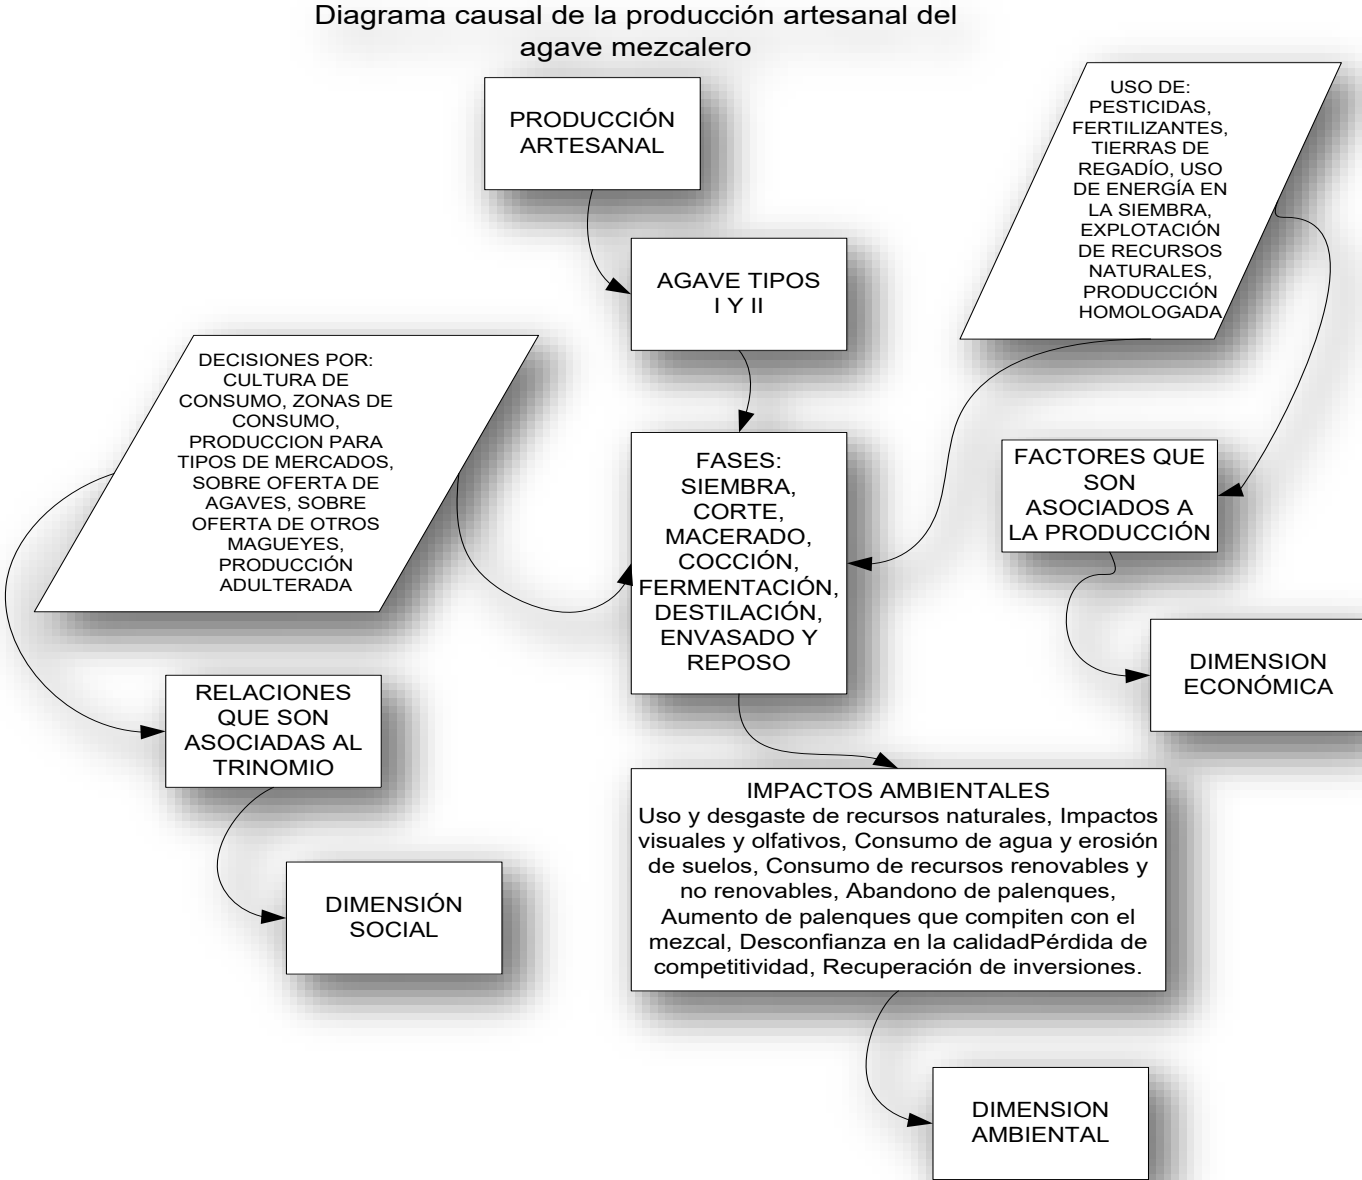 Diagrama causal de la producción artesanal del
agave mezcalero
PRODUCCIÓN
ARTESANAL
USO DE:
PESTICIDAS,
FERTILIZANTES,
TIERRAS DE
REGADÍO, USO
DE ENERGÍA EN
LA SIEMBRA,
EXPLOTACIÓN
DE RECURSOS
NATURALES,
PRODUCCIÓN
HOMOLOGADA
AGAVE TIPOS
I Y II
DECISIONES POR:
CULTURA DE
CONSUMO, ZONAS DE
CONSUMO,
PRODUCCION PARA
TIPOS DE MERCADOS,
SOBRE OFERTA DE
AGAVES, SOBRE
OFERTA DE OTROS
MAGUEYES,
PRODUCCIÓN
ADULTERADA
FASES:
SIEMBRA,
CORTE,
MACERADO,
COCCIÓN,
FERMENTACIÓN,
DESTILACIÓN,
ENVASADO Y
REPOSO
FACTORES QUE
SON
ASOCIADOS A
LA PRODUCCIÓN
DIMENSION
ECONÓMICA
RELACIONES
QUE SON
ASOCIADAS AL
TRINOMIO
IMPACTOS AMBIENTALES
Uso y desgaste de recursos naturales, Impactos
visuales y olfativos, Consumo de agua y erosión
de suelos, Consumo de recursos renovables y
no renovables, Abandono de palenques,
Aumento de palenques que compiten con el
mezcal, Desconfianza en la calidadPérdida de
competitividad, Recuperación de inversiones.
DIMENSIÓN
SOCIAL
DIMENSION
AMBIENTAL